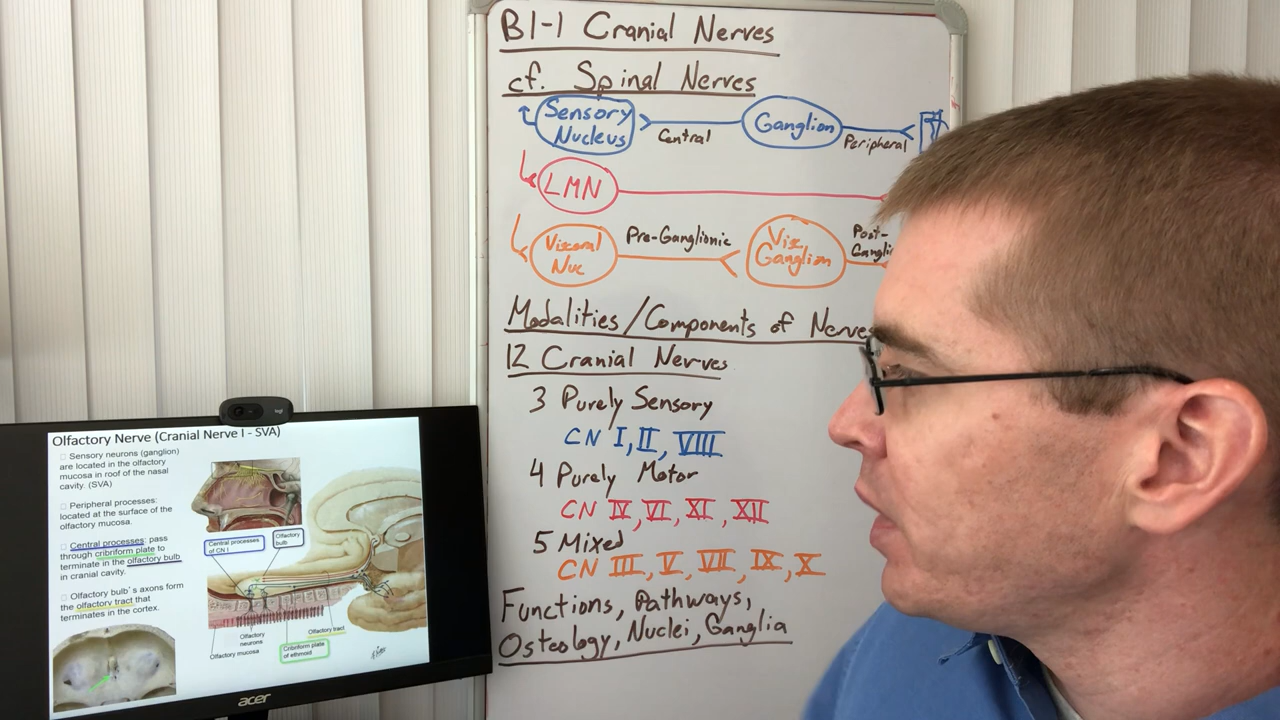 B1-1 Cranial Nerves
cf. Spinal Nerves
Sensory Nucleus
Central
Ganglion
Peripheral
LMN
Visceral Nuc
Pre-Ganglionic
Visc Ganglion
Post-
Modalities/Components of Nerves
12 Cranial Nerves
3 Purely Sensory
CN I, II, VIII
4 Purely Motor
CN IV, VI, XI, XII
5 Mixed
CN III, V, VII, IX, X
Functions, Pathways,
Osteology, Nuclei, Ganglia
Olfactory Nerve (Cranial Nerve I - SVA)
Sensory neurons (ganglion)
are located in the olfactory
mucosa in roof of the nasal
cavity. (SVA)
Peripheral processes:
located at the surface of the
olfactory mucosa.
Central processes: pass
through cribriform plate to
terminate in the olfactory bulb
in cranial cavity.
Olfactory bulb's axons form
the olfactory tract that
terminates in the cortex.
Central processes
of CN I
Olfactory
bulb
Olfactory
neurons
Olfactory mucosa
Olfactory tract
Cribriform plate
of ethmoid
logi
acer